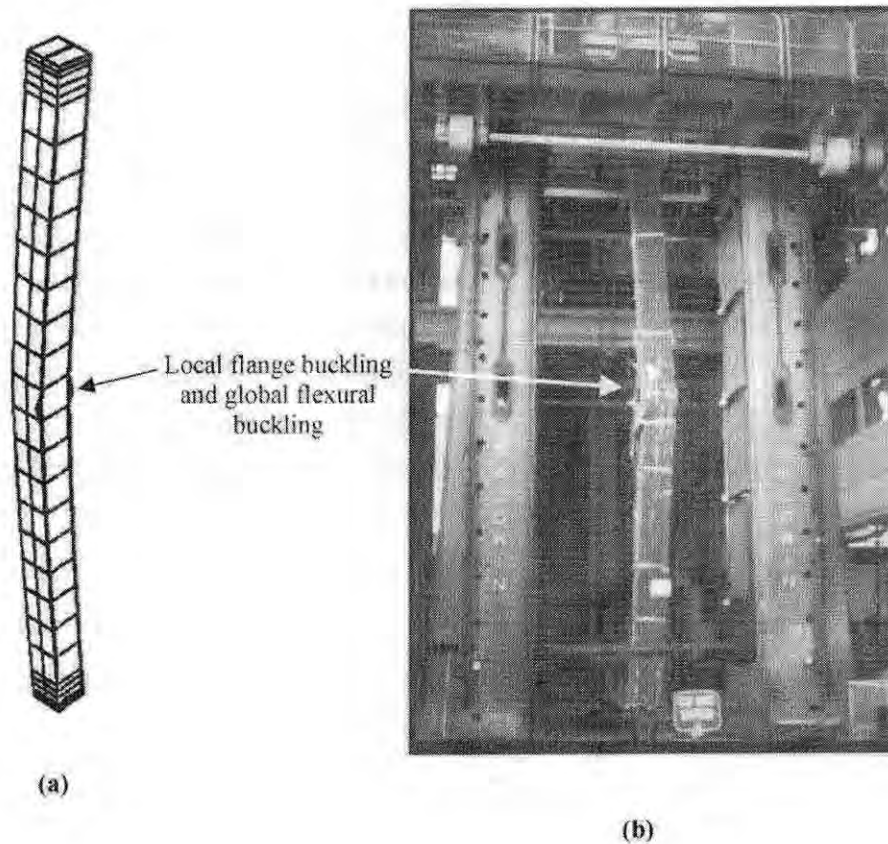 Local flange buckling
and global flexural
buckling
(a)
(b)